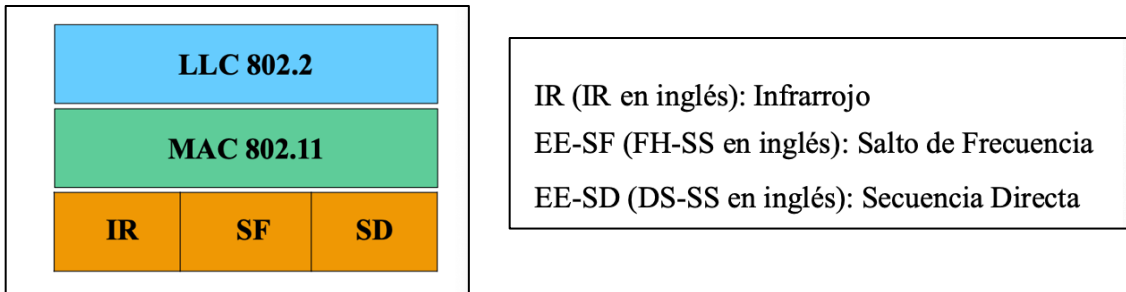 LLC 802.2
MAC 802.11
IR
SF
SD
IR (IR en inglés): Infrarrojo
EE-SF (FH-SS en inglés): Salto de Frecuencia
EE-SD (DS-SS en inglés): Secuencia Directa